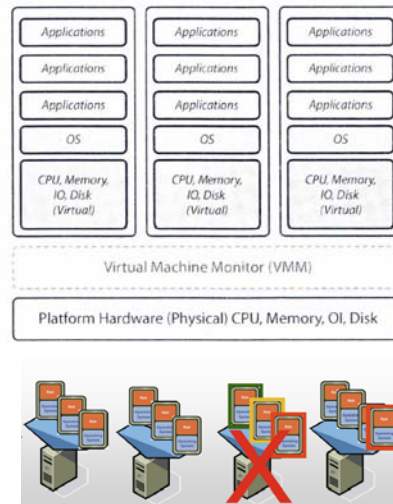 Applications
Applications
Applications
OS
CPU, Memory,
IO, Disk
(Virtual)
Applications
Applications
Applications
OS
CPU, Memory,
IO, Disk
(Virtual)
Applications
Applications
Applications
OS
CPU, Memory,
IO, Disk
(Virtual)
Virtual Machine Monitor (VMM)
Platform Hardware (Physical) CPU, Memory, OI, Disk